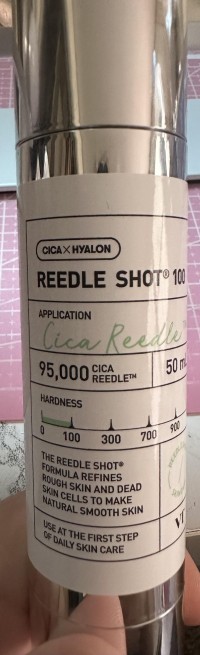 CICA X HYALON
REEDLE SHOT® 100
APPLICATION
Cica Reedle
95,000 CICA REEDLE™
50 mL
HARDNESS
0 100 300 700 900
THE REEDLE SHOT®
FORMULA REFINES
ROUGH SKIN AND DEAD
SKIN CELLS TO MAKE
NATURAL SMOOTH SKIN
USE AT THE FIRST STEP
OF DAILY SKIN CARE